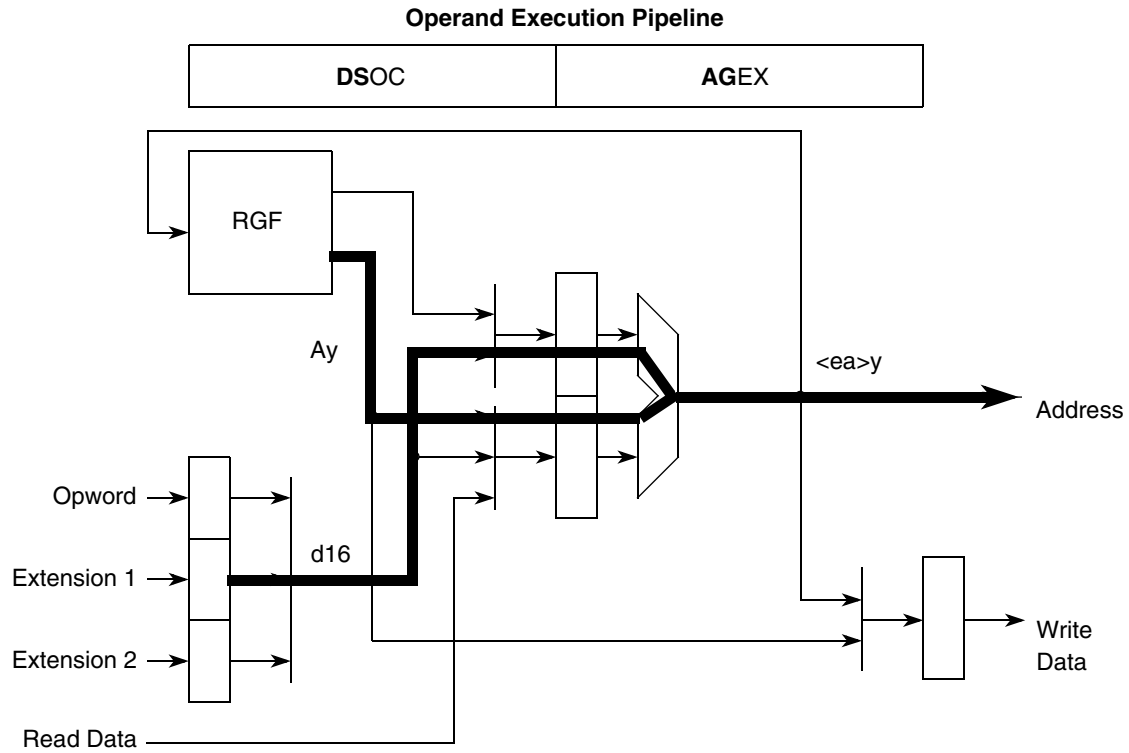 Operand Execution Pipeline
DSOC
AGEX
RGF
Ay
<ea>y
Address
Opword
d16
Extension 1
Extension 2
Write
Data
Read Data